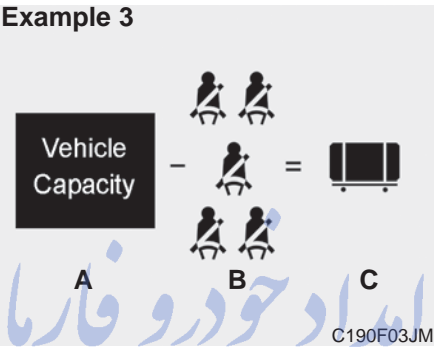 Example 3
Vehicle
Capacity
- =
A B C
امداد خودرو فارما
C190F03JM